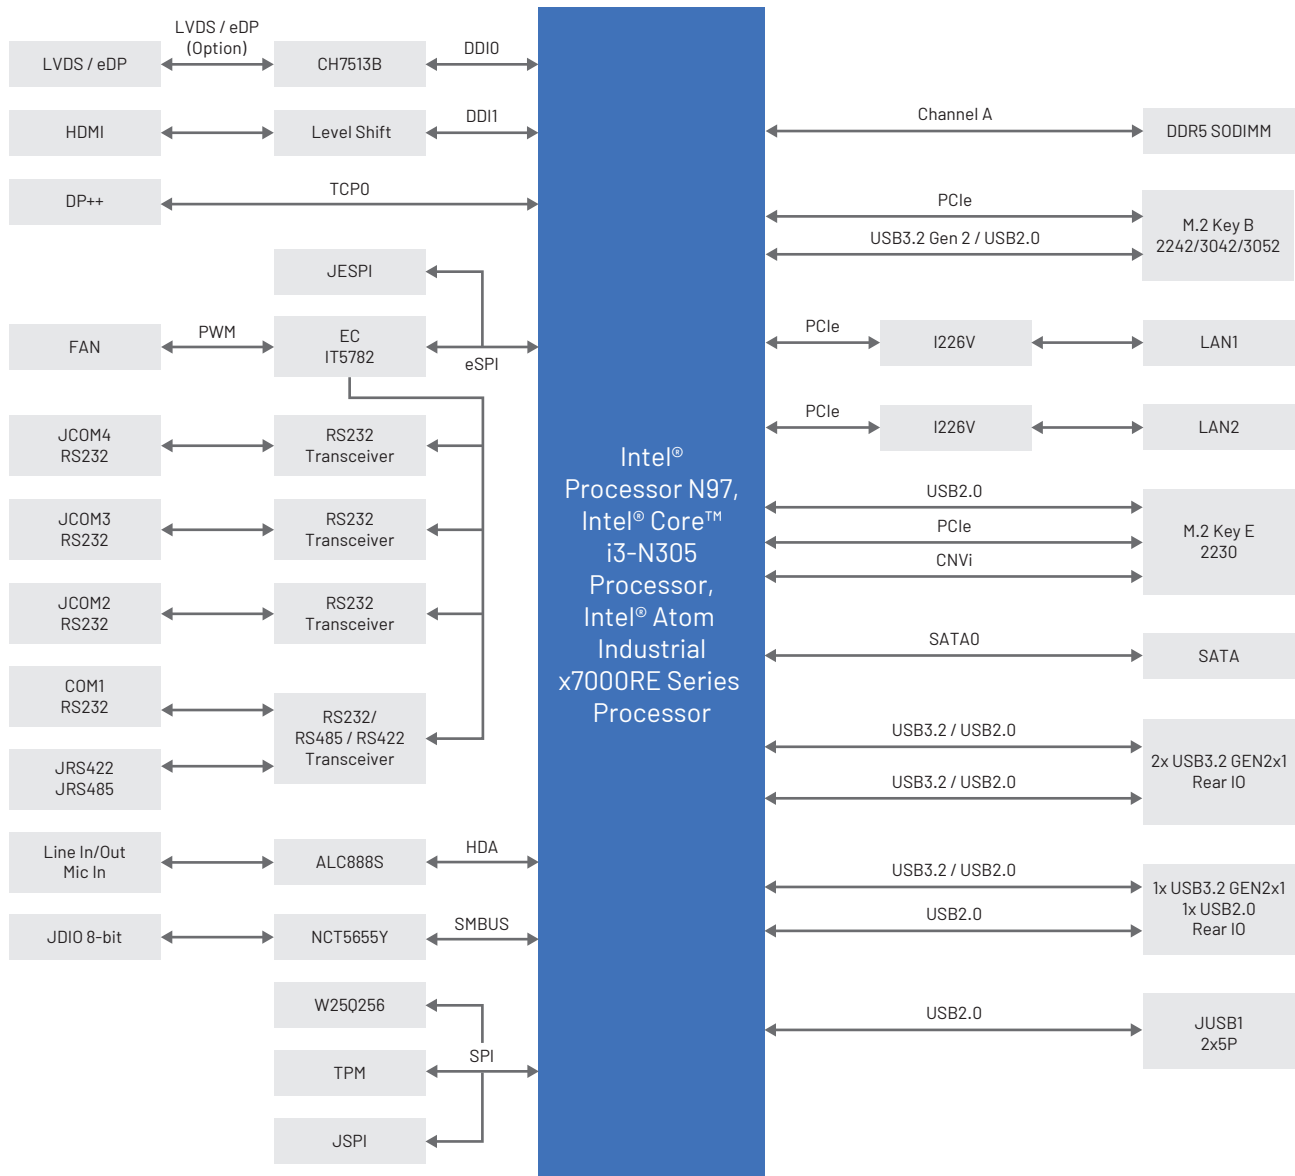 LVDS / eDP
LVDS / eDP
(Option)
CH7513B
DDI0
HDMI
Level Shift
DDI1
DP++
TCP0
JESPI
FAN
PWM
EC
IT5782
eSPI
JCOM4
RS232
RS232
Transceiver
JCOM3
RS232
RS232
Transceiver
JCOM2
RS232
RS232
Transceiver
COM1
RS232
RS232/
RS485 / RS422
Transceiver
JRS422
JRS485
Line In/Out
Mic In
ALC888S
HDA
JDIO 8-bit
NCT5655Y
SMBUS
W25Q256
SPI
TPM
JSPI
Intel®
Processor N97,
Intel® Core™
i3-N305
Processor,
Intel® Atom
Industrial
x7000RE Series
Processor
Channel A
DDR5 SODIMM
PCIe
USB3.2 Gen 2 / USB2.0
M.2 Key B
2242/3042/3052
PCIe
I226V
LAN1
PCIe
I226V
LAN2
USB2.0
PCIe
CNVi
M.2 Key E
2230
SATA0
SATA
USB3.2 / USB2.0
USB3.2 / USB2.0
2x USB3.2 GEN2x1
Rear IO
USB3.2 / USB2.0
USB2.0
1x USB3.2 GEN2x1
1x USB2.0
Rear IO
USB2.0
JUSB1
2x5P